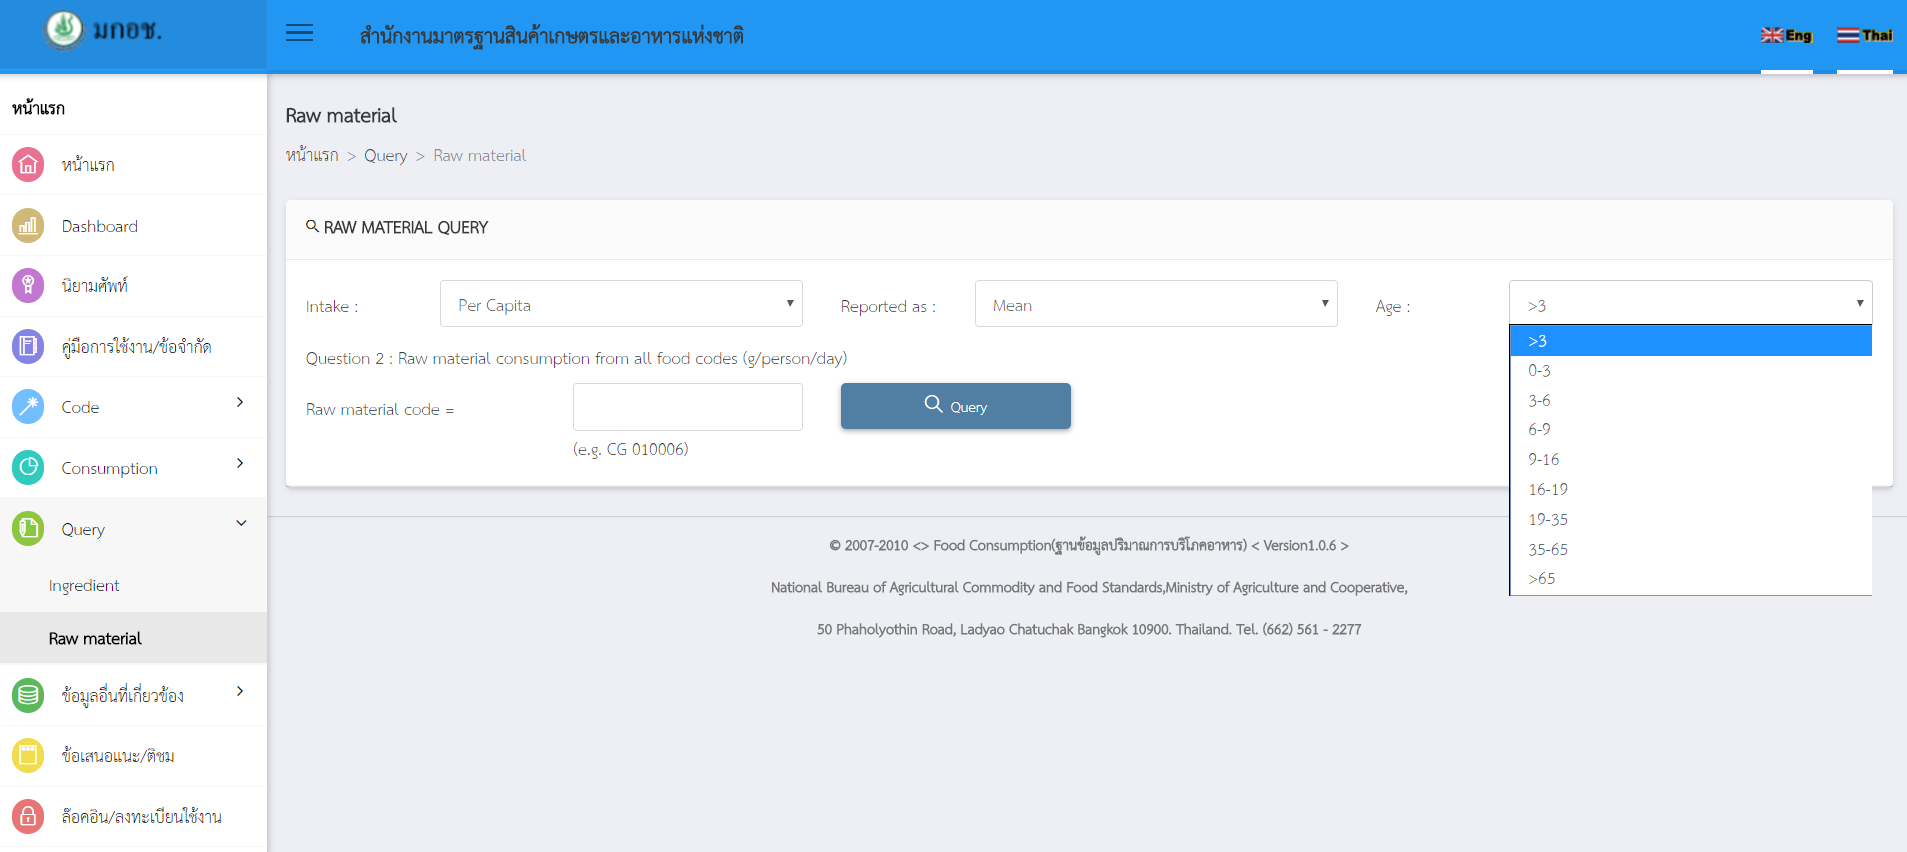 มกอช.
สำนักงานมาตรฐานสินค้าเกษตรและอาหารแห่งชาติ
Eng
Thai
หน้าแรก
หน้าแรก
Dashboard
นิยามศัพท์
คู่มือการใช้งาน/ข้อจำกัด
Code
Consumption
Query
Ingredient
Raw material
ข้อมูลอื่นที่เกี่ยวข้อง
ข้อเสนอแนะ/ติชม
ล๊อคอิน/ลงทะเบียนใช้งาน
Raw material
หน้าแรก > Query > Raw material
RAW MATERIAL QUERY
Intake : Per Capita Reported as : Mean Age : >3
>3
0-3
3-6
6-9
9-16
16-19
19-35
35-65
>65
Question 2 : Raw material consumption from all food codes (g/person/day)
Raw material code = Query
(e.g. CG 010006)
© 2007-2010 <> Food Consumption(ฐานข้อมูลปริมาณการบริโภคอาหาร) < Version1.0.6 >
National Bureau of Agricultural Commodity and Food Standards,Ministry of Agriculture and Cooperative,
50 Phaholyothin Road, Ladyao Chatuchak Bangkok 10900. Thailand. Tel. (662) 561 - 2277